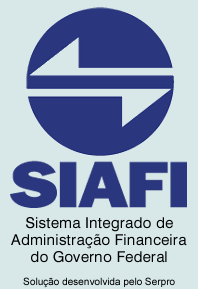 SIAFI
Sistema Integrado de
Administração Financeira
do Governo Federal
Solução desenvolvida pelo Serpro